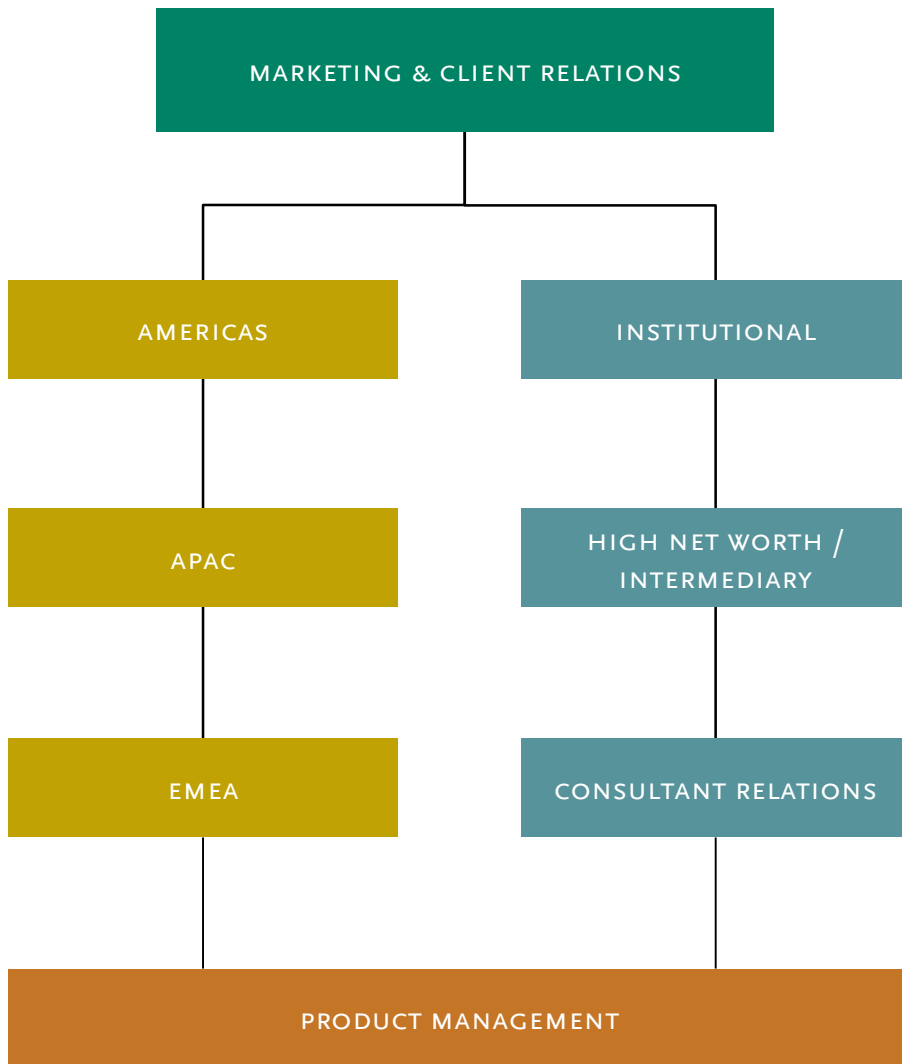 MARKETING & CLIENT RELATIONS
AMERICAS
INSTITUTIONAL
APAC
HIGH NET WORTH /
INTERMEDIARY
EMEA
CONSULTANT RELATIONS
PRODUCT MANAGEMENT